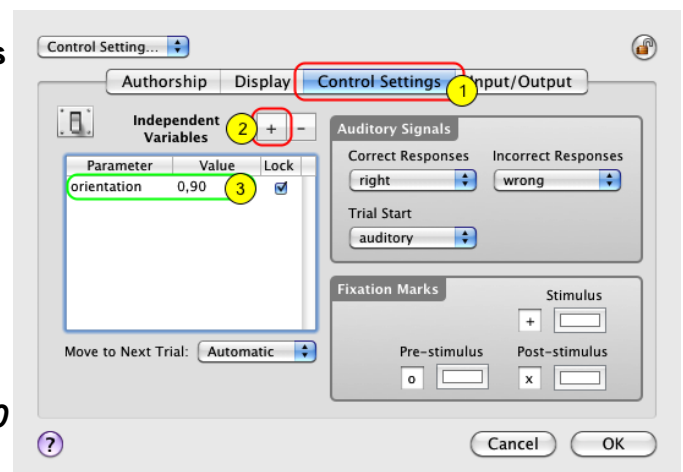 s
Control Setting...
Authorship Display Control Settings nput/Output
1
Independent
Variables
2
+ -
Parameter Value Lock
orientation 0,90
3
Move to Next Trial: Automatic
Auditory Signals
Correct Responses Incorrect Responses
right wrong
Trial Start
auditory
Fixation Marks
Stimulus
+
Pre-stimulus Post-stimulus
o x
0
? Cancel OK